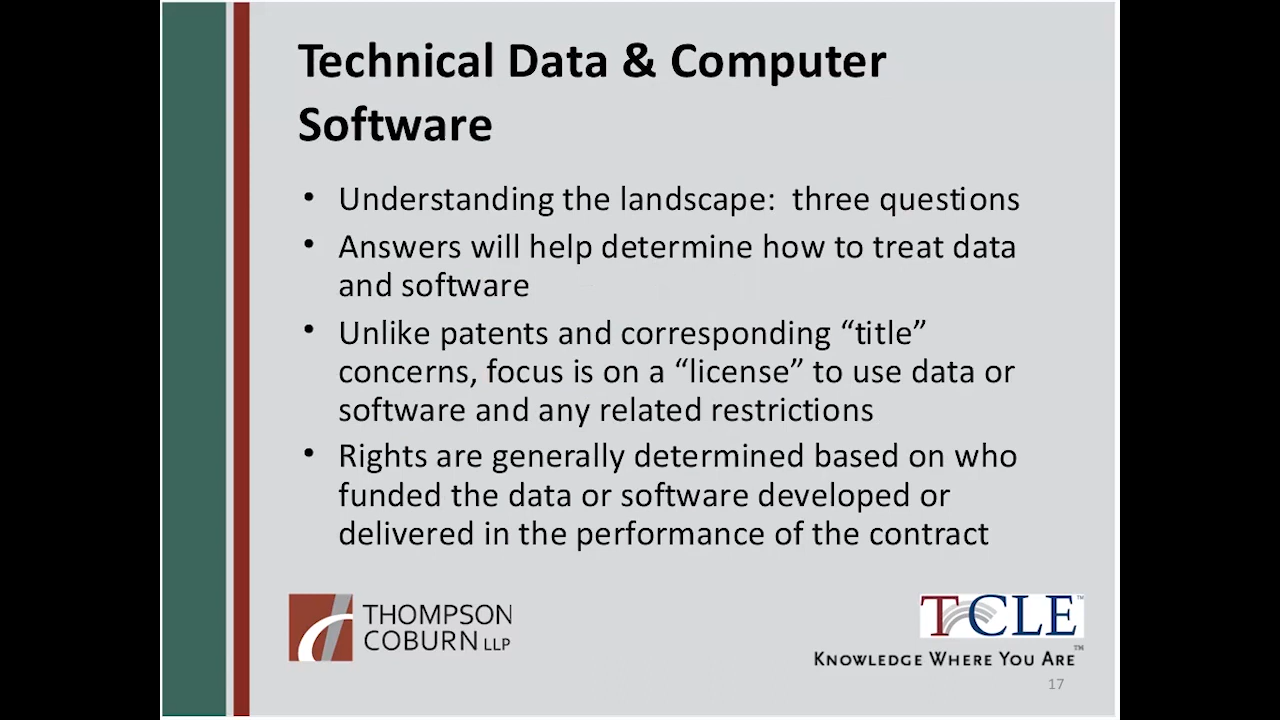 Technical Data & Computer
Software
• Understanding the landscape:  three questions
• Answers will help determine how to treat data
and software
• Unlike patents and corresponding “title”
concerns, focus is on a “license” to use data or
software and any related restrictions
• Rights are generally determined based on who
funded the data or software developed or
delivered in the performance of the contract
THOMPSON
COBURN LLP
TCLE™
KNOWLEDGE WHERE YOU ARE™
17